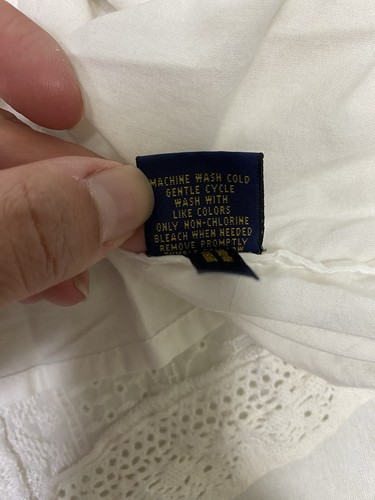 MACHINE WASH COLD
GENTLE CYCLE
WASH WITH
LIKE COLORS
ONLY NON-CHLORINE
BLEACH WHEN NEEDED
REMOVE PROMPTLY